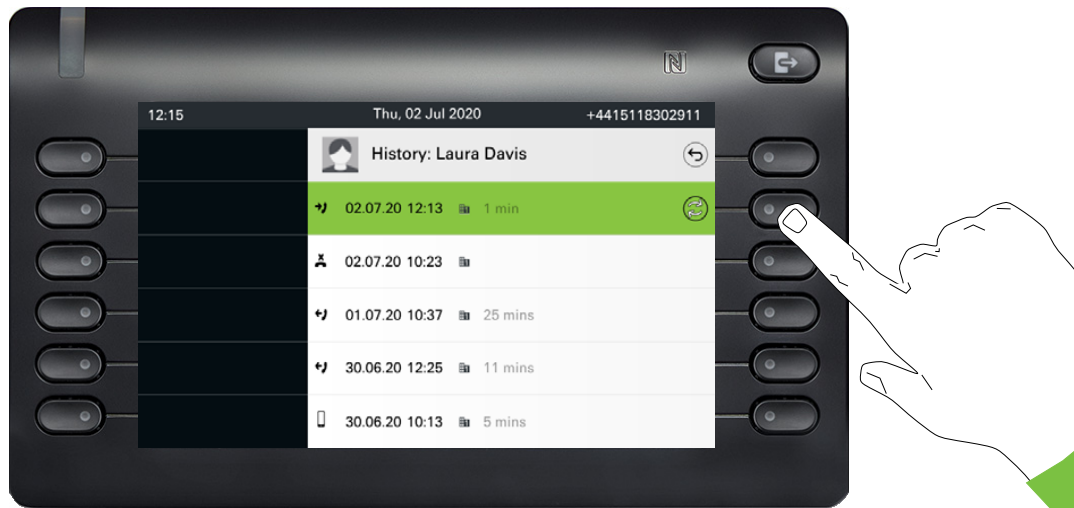 12:15 Thu, 02 Jul 2020 +4415118302911
History: Laura Davis
02.07.20 12:13 1 min
02.07.20 10:23
01.07.20 10:37 25 mins
30.06.20 12:25 11 mins
30.06.20 10:13 5 mins